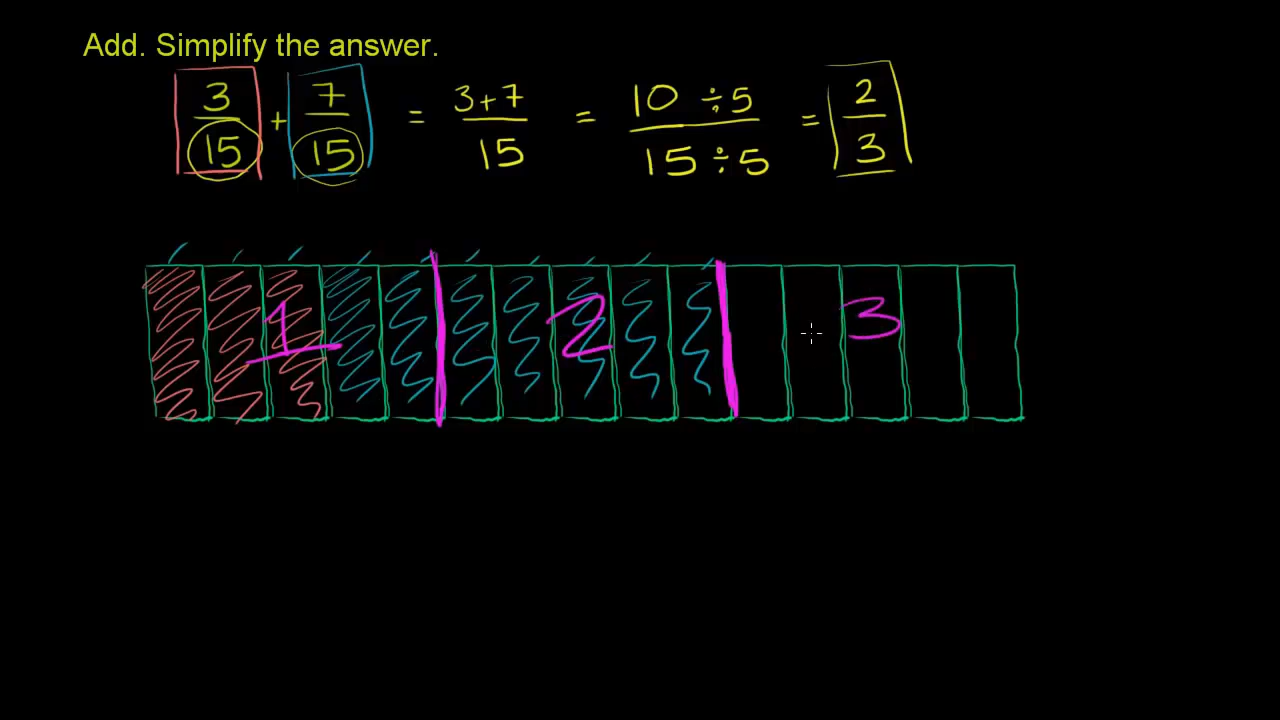 Add. Simplify the answer.
3/15 + 7/15 = 3+7/15 = 10 ÷5/15 ÷5 = 2/3
1 2 3